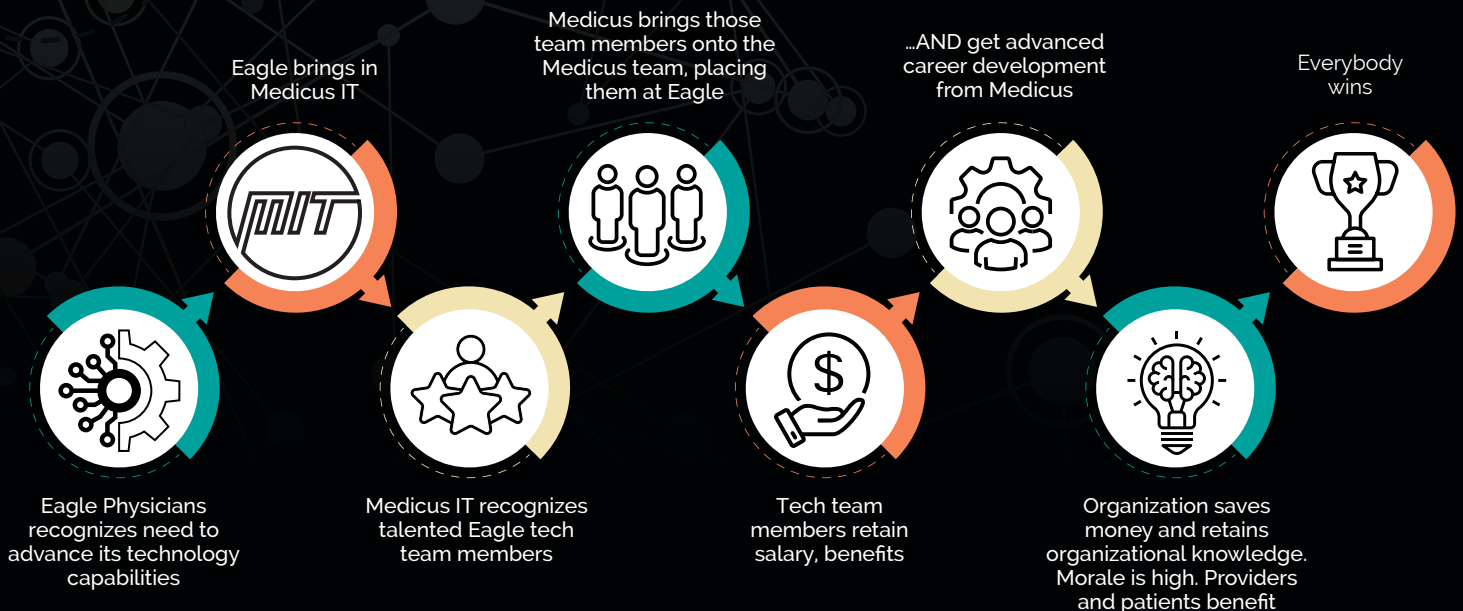 Eagle Physicians
recognizes need to
advance its technology
capabilities
Eagle brings in
Medicus IT
MIT
Medicus IT recognizes
talented Eagle tech
team members
Medicus brings those
team members onto the
Medicus team, placing
them at Eagle
$
Tech team
members retain
salary, benefits
...AND get advanced
career development
from Medicus
Organization saves
money and retains
organizational knowledge.
Morale is high. Providers
and patients benefit
Everybody
wins